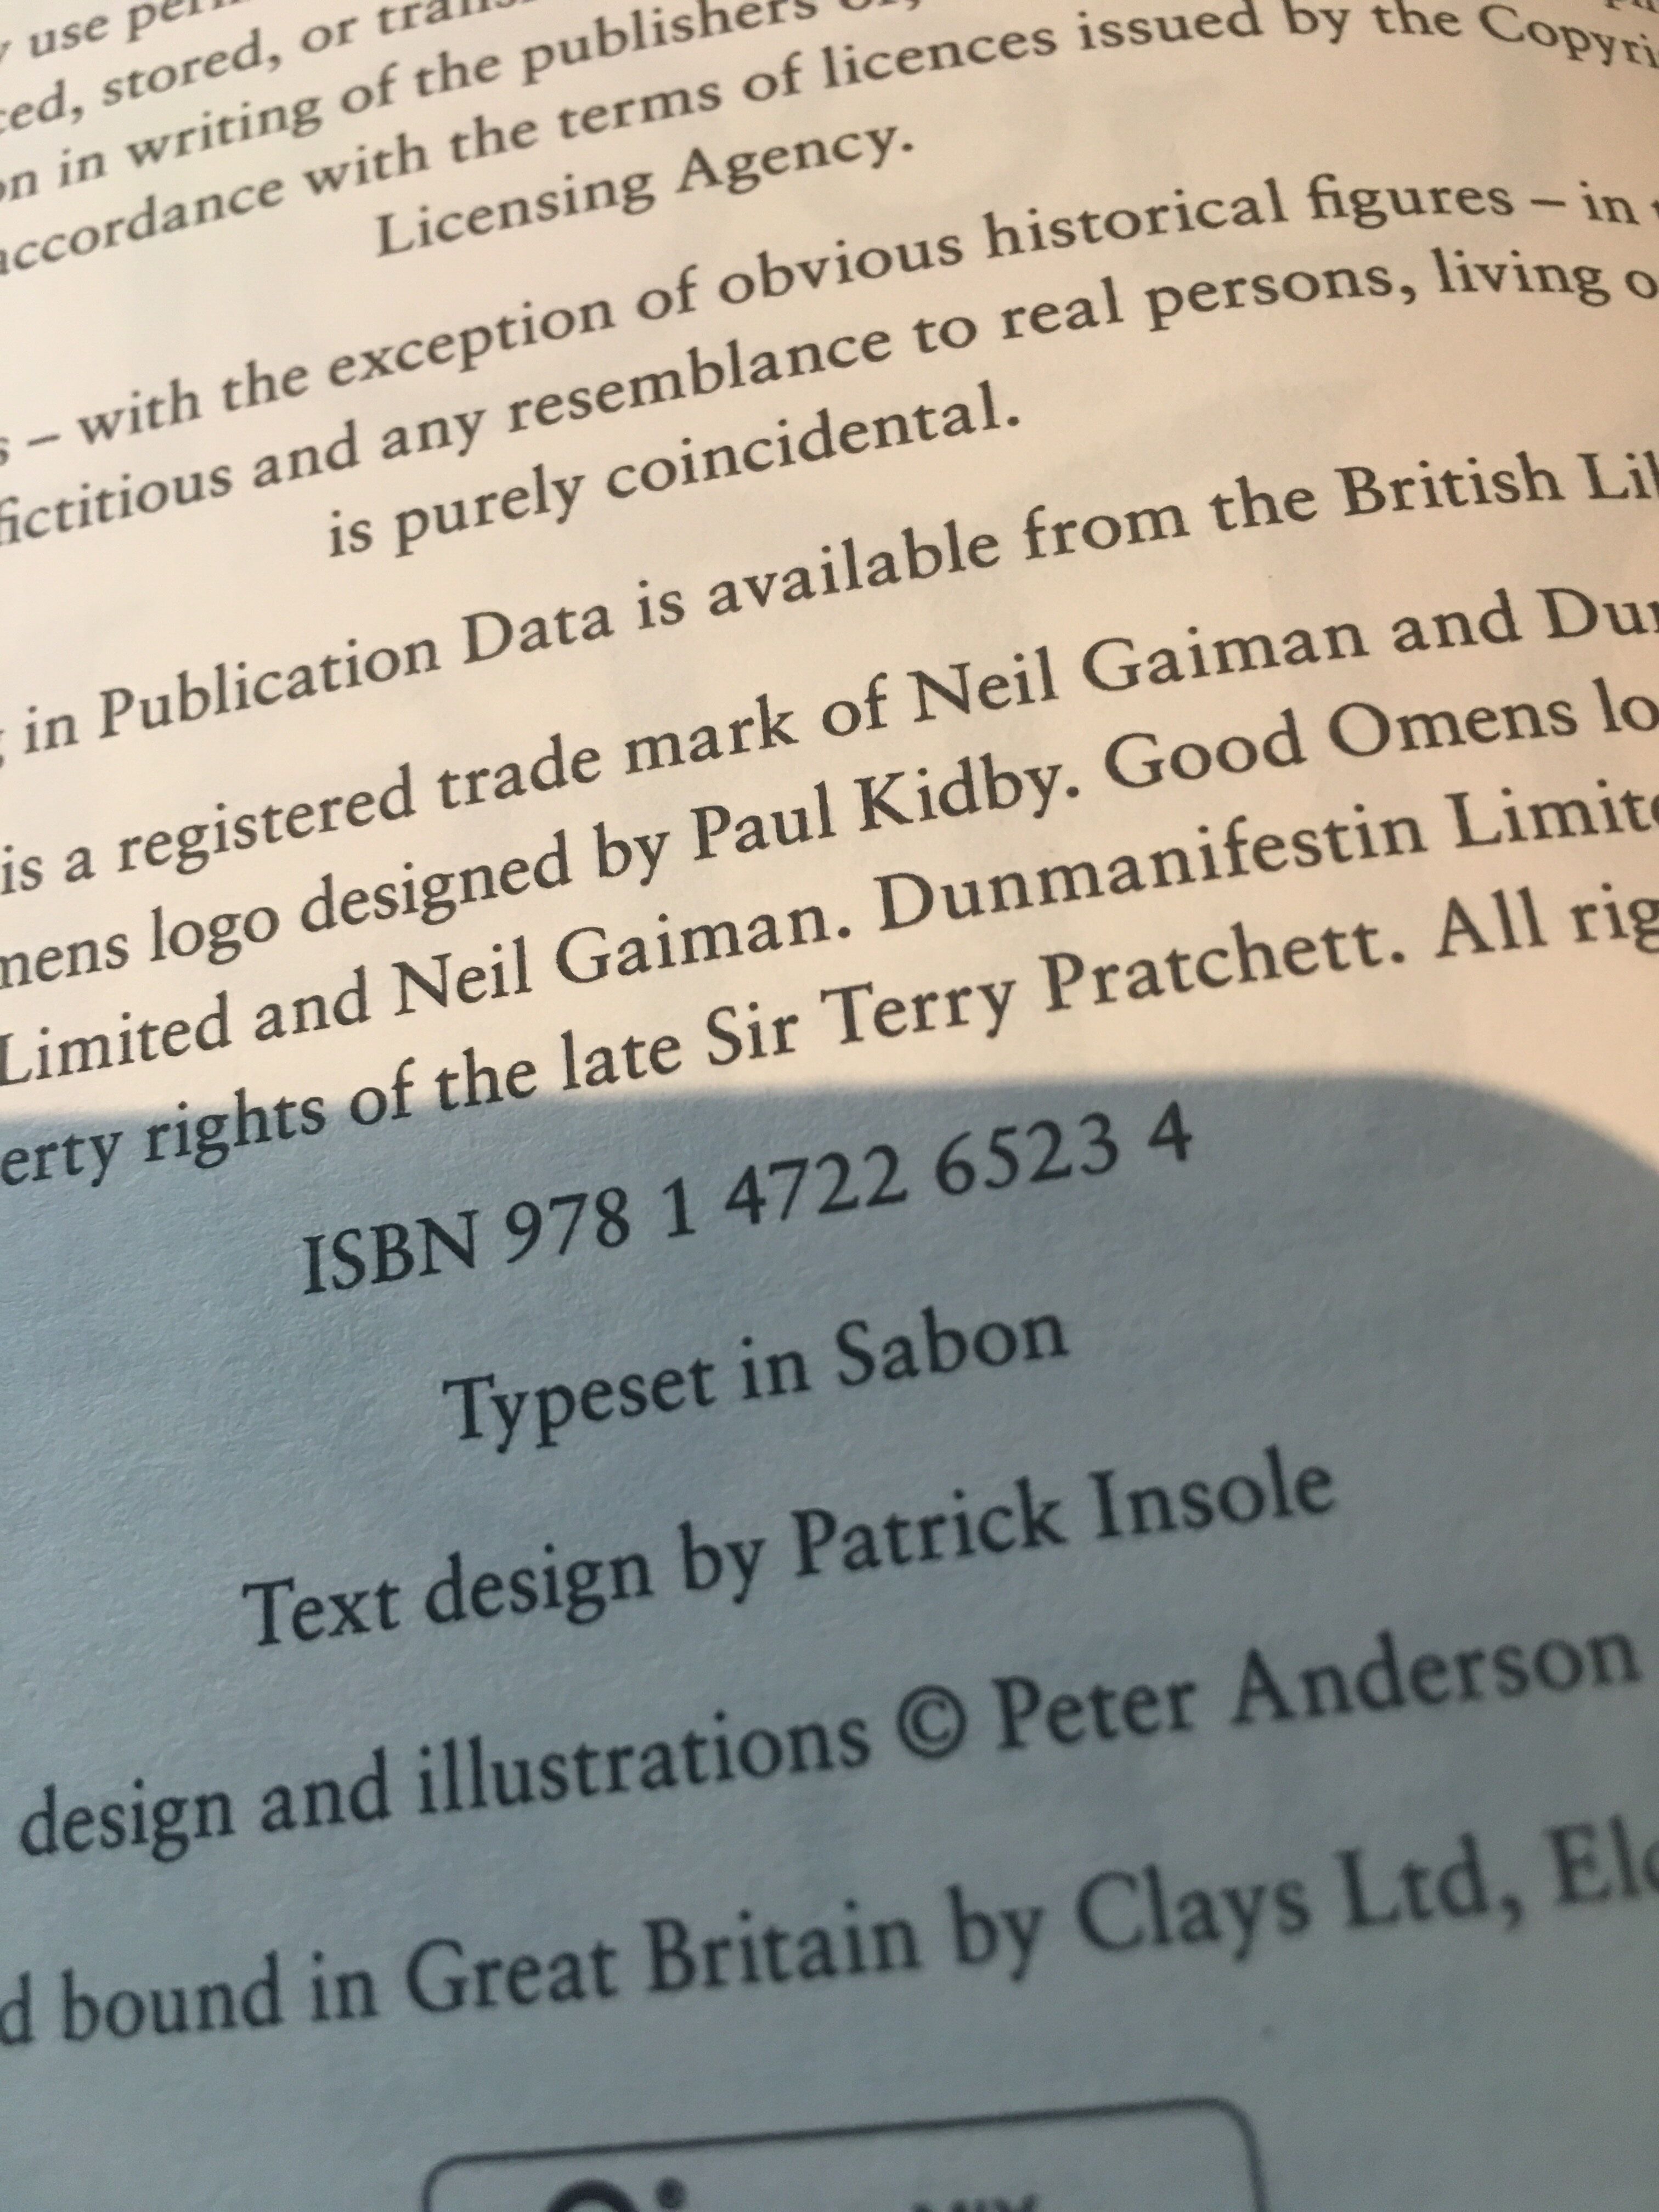 use
stored, or
in writing of the publishers
accordance with the terms of licences issued by the
Licensing Agency.
– with the exception of obvious historical figures – in
fictitious and any resemblance to real persons, living
is purely coincidental.
in Publication Data is available from the British
is a registered trade mark of Neil Gaiman and
logo designed by Paul Kidby. Good Omens
Limited and Neil Gaiman. Dunmanifestin
rights of the late Sir Terry Pratchett. All
ISBN 978 1 4722 6523 4
Typeset in Sabon
Text design by Patrick Insole
design and illustrations © Peter Anderson
bound in Great Britain by Clays Ltd,